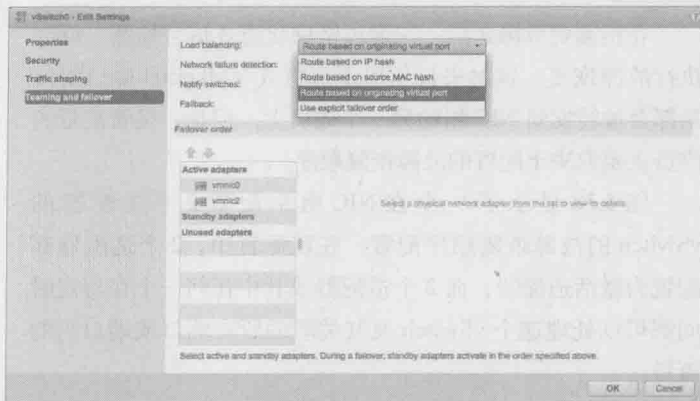 vSwitch0 - Edit Settings
Properties
Security
Traffic shaping
Teaming and failover
Load balancing:
Route based on originating virtual port
Network failure detection:
Route based on IP hash
Route based on source MAC hash
Notify switches:
Route based on originating virtual port
Failback:
Use explicit failover order
Failover order
Active adapters
vmnic0
vmnic2
Standby adapters
Unused adapters
Select a physical network adapter from the list to view its details.
Select active and standby adapters. During a failover, standby adapters activate in the order specified above.
OK
Cancel